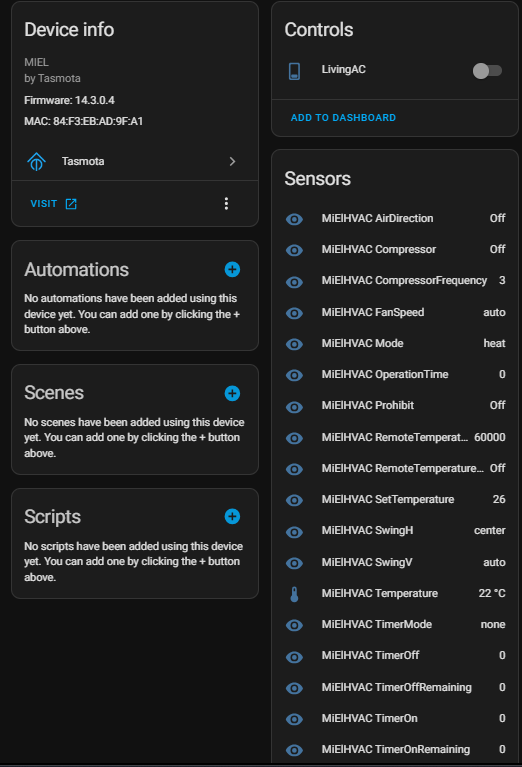 Device info
MIEL
by Tasmota
Firmware: 14.3.0.4
MAC: 84:F3:EB:AD:9F:A1
Tasmota
VISIT
Automations
No automations have been added using this
device yet. You can add one by clicking the +
button above.
Scenes
No scenes have been added using this device
yet. You can add one by clicking the + button
above.
Scripts
No scripts have been added using this device
yet. You can add one by clicking the + button
above.
Controls
LivingAC
ADD TO DASHBOARD
Sensors
MiElHVAC AirDirection Off
MiElHVAC Compressor Off
MiElHVAC CompressorFrequency 3
MiElHVAC FanSpeed auto
MiElHVAC Mode heat
MiElHVAC OperationTime 0
MiElHVAC Prohibit Off
MiElHVAC RemoteTemperat... 60000
MiElHVAC RemoteTemperature... Off
MiElHVAC SetTemperature 26
MiElHVAC SwingH center
MiElHVAC SwingV auto
MiElHVAC Temperature 22 °C
MiElHVAC TimerMode none
MiElHVAC TimerOff 0
MiElHVAC TimerOffRemaining 0
MiElHVAC TimerOn 0
MiElHVAC TimerOnRemaining 0